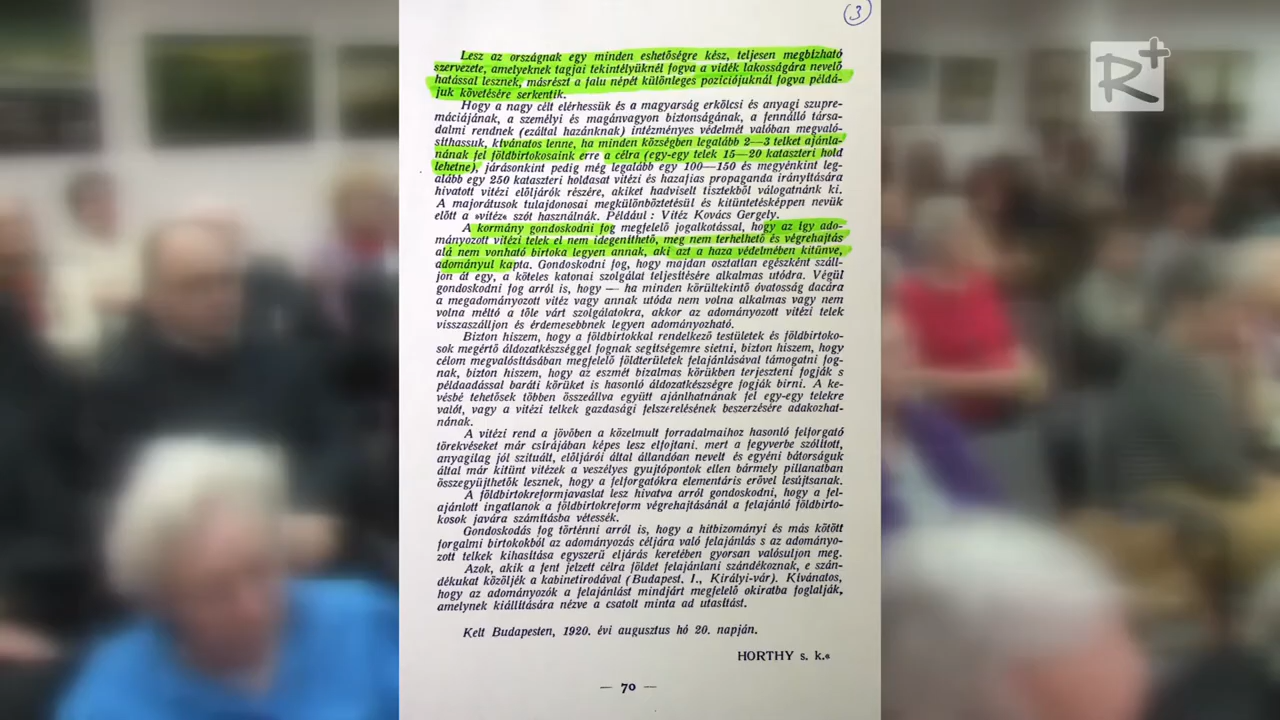 3
R+
Lesz az országnak egy minden eshetőségre kész, teljesen megbízható
szervezete, amelyeknek tagjai tekintélyüknél fogva a vidék lakosságára nevelő
hatással lesznek, másrészt a falu népét különleges pozíciójuknál fogva példá-
juk követésére serkentik.
Hogy a nagy célt elérhessük és a magyarság erkölcsi és anyagi szupre-
máciájának, a személyi és magánvagyon biztonságának, a fennálló társa-
dalmi rendnek (ezáltal hazánknak) intézményes védelmét valóban megvaló-
síthassuk, kívánatos lenne, ha minden községben legalább 2—3 telket ajánla-
nának fel földbirtokosaink erre a célra (egy-egy telek 15—20 kataszteri hold
lehetne), járásonkint pedig még legalább egy 100—150 és megyénkint leg-
alább egy 250 kataszteri holdasat vitézi és hazafias propaganda irányítására
hivatott vitézi elöljárók részére, akiket hadviselt tisztekből válogatnánk ki.
A majorátusok tulajdonosai megkülönböztetésül és kitüntetésképpen nevük
előtt a »vitéz« szót használnák. Például : Vitéz Kovács Gergely.
A kormány gondoskodni fog megfelelő jogalkotással, hogy az így ado-
mányozott vitézi telek el nem idegeníthető, meg nem terhelhető és végrehajtás
alá nem vonható birtoka legyen annak, aki azt a haza védelmében kitünve,
adományul kapta. Gondoskodni fog, hogy majdan osztatlan egészként száll-
jon át egy, a köteles katonai szolgálat teljesítésére alkalmas utódra. Végül
gondoskodni fog arról is, hogy — ha minden körültekintő óvatosság dacára
a megadományozott vitéz vagy annak utóda nem volna alkalmas vagy nem
volna méltó a tőle várt szolgálatokra, akkor az adományozott vitézi telek
visszaszálljon és érdemesebbnek legyen adományozható.
Bizton hiszem, hogy a földbirtokkal rendelkező testületek és földbirtoko-
sok megértő áldozatkészséggel fognak segítségemre sietni, bizton hiszem, hogy
célom megvalósításában megfelelő földterületek felajánlásával támogatni fog-
nak, bizton hiszem, hogy az eszmét bizalmas körükben terjeszteni fogják s
példaadással baráti körüket is hasonló áldozatkészségre fogják bírni. A ke-
vésbé tehetősek többen összeállva együtt ajánlhatnának fel egy-egy telekre
valót, vagy a vitézi telkek gazdasági felszerelésének beszerzésére adakozhat-
nának.
A vitézi rend a jövőben a közelmult forradalmaihoz hasonló felforgató
törekvéseket már csirájában képes lesz elfojtani. mert a fegyverbe szólított,
anyagilag jól szituált, elöljárói által állandóan nevelt és egyéni bátorságuk
által már kitünt vitézek a veszélyes gyujtópontok ellen bármely pillanatban
összegyüjthetők lesznek, hogy a felforgatókra elementáris erővel lesújtsanak.
A földbirtokreformjavaslat lesz hívatva arról gondoskodni, hogy a fel-
ajánlott ingatlanok a földbirtokreform végrehajtásánál a felajánló földbirto-
kosok javára számításba vétessék.
Gondoskodás fog történni arról is, hogy a hitbizományi és más kötött
forgalmi birtokokból az adományozás céljára való felajánlás s az adományo-
zott telkek kihasítása egyszerű eljárás keretében gyorsan valósuljon meg.
Azok, akik a fent jelzett célra földet felajánlani szándékoznak, e szán-
dékukat közöljék a kabinetirodával (Budapest. I., Királyi-vár). Kívánatos,
hogy az adományozók a felajánlást mindjárt megfelelő okiratba foglalják,
amelynek kiállítására nézve a csatolt minta ad utasítást.
Kelt Budapesten, 1920. évi augusztus hó 20. napján.
HORTHY s. k.«
— 70 —